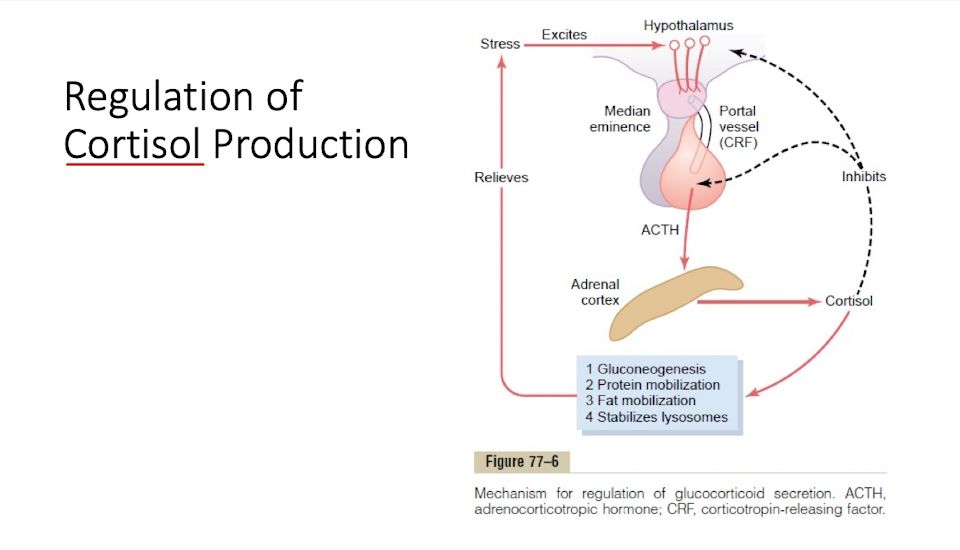 Regulation of
Cortisol Production
Hypothalamus
Excites
Stress
Median
eminence
Portal
vessel
(CRF)
Relieves
Inhibits
ACTH
Adrenal
cortex
Cortisol
1 Gluconeogenesis
2 Protein mobilization
3 Fat mobilization
4 Stabilizes lysosomes
Figure 77–6
Mechanism for regulation of glucocorticoid secretion. ACTH,
adrenocorticotropic hormone; CRF, corticotropin-releasing factor.